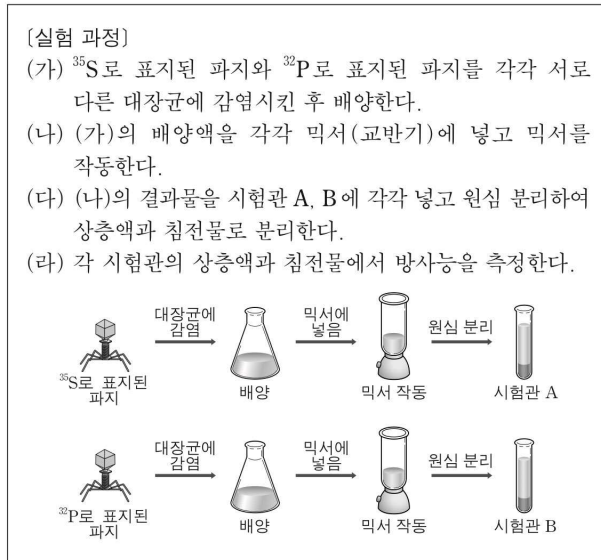 〔실험 과정〕
(가) ³⁵S로 표지된 파지와 ³²P로 표지된 파지를 각각 서로
다른 대장균에 감염시킨 후 배양한다.
(나) (가)의 배양액을 각각 믹서(교반기)에 넣고 믹서를
작동한다.
(다) (나)의 결과물을 시험관 A, B에 각각 넣고 원심 분리하여
상층액과 침전물로 분리한다.
(라) 각 시험관의 상층액과 침전물에서 방사능을 측정한다.
대장균에 감염
믹서에 넣음
원심 분리
³⁵S로 표지된 파지
배양
믹서 작동
시험관 A
대장균에 감염
믹서에 넣음
원심 분리
³²P로 표지된 파지
배양
믹서 작동
시험관 B